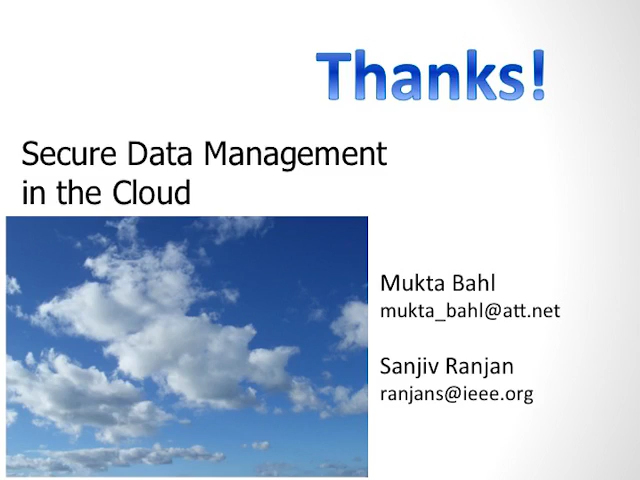 Thanks!
Secure Data Management
in the Cloud
Mukta Bahl
mukta_bahl@att.net
Sanjiv Ranjan
ranjans@ieee.org